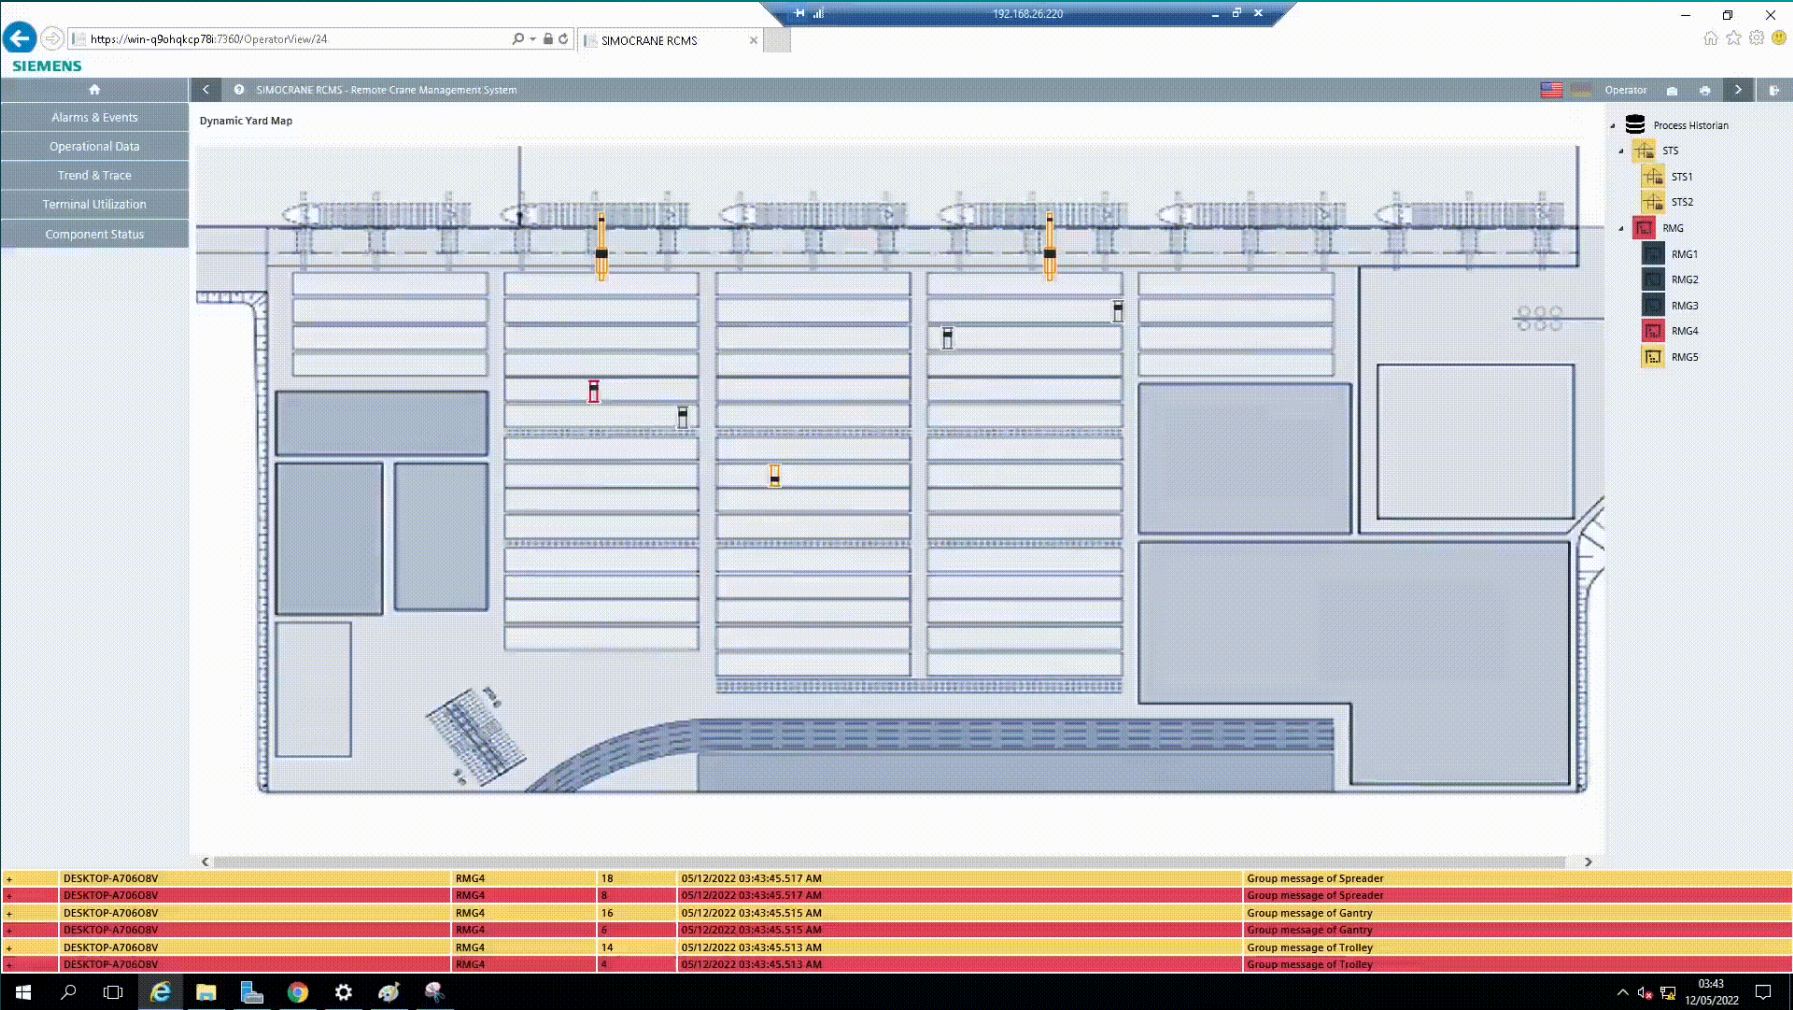 192.168.26.220
https://win-q9ohqkcp78i:7360/OperatorView/24
SIMOCRANE RCMS
SIEMENS
SIMOCRANE RCMS - Remote Crane Management System
Operator
Alarms & Events
Operational Data
Trend & Trace
Terminal Utilization
Component Status
Dynamic Yard Map
Process Historian
STS
STS1
STS2
RMG
RMG1
RMG2
RMG3
RMG4
RMG5
+ DESKTOP-A706O8V RMG4 18 05/12/2022 03:43:45.517 AM Group message of Spreader
+ DESKTOP-A706O8V RMG4 8 05/12/2022 03:43:45.517 AM Group message of Spreader
+ DESKTOP-A706O8V RMG4 16 05/12/2022 03:43:45.515 AM Group message of Gantry
+ DESKTOP-A706O8V RMG4 6 05/12/2022 03:43:45.515 AM Group message of Gantry
+ DESKTOP-A706O8V RMG4 14 05/12/2022 03:43:45.513 AM Group message of Trolley
+ DESKTOP-A706O8V RMG4 4 05/12/2022 03:43:45.513 AM Group message of Trolley
03:43
12/05/2022